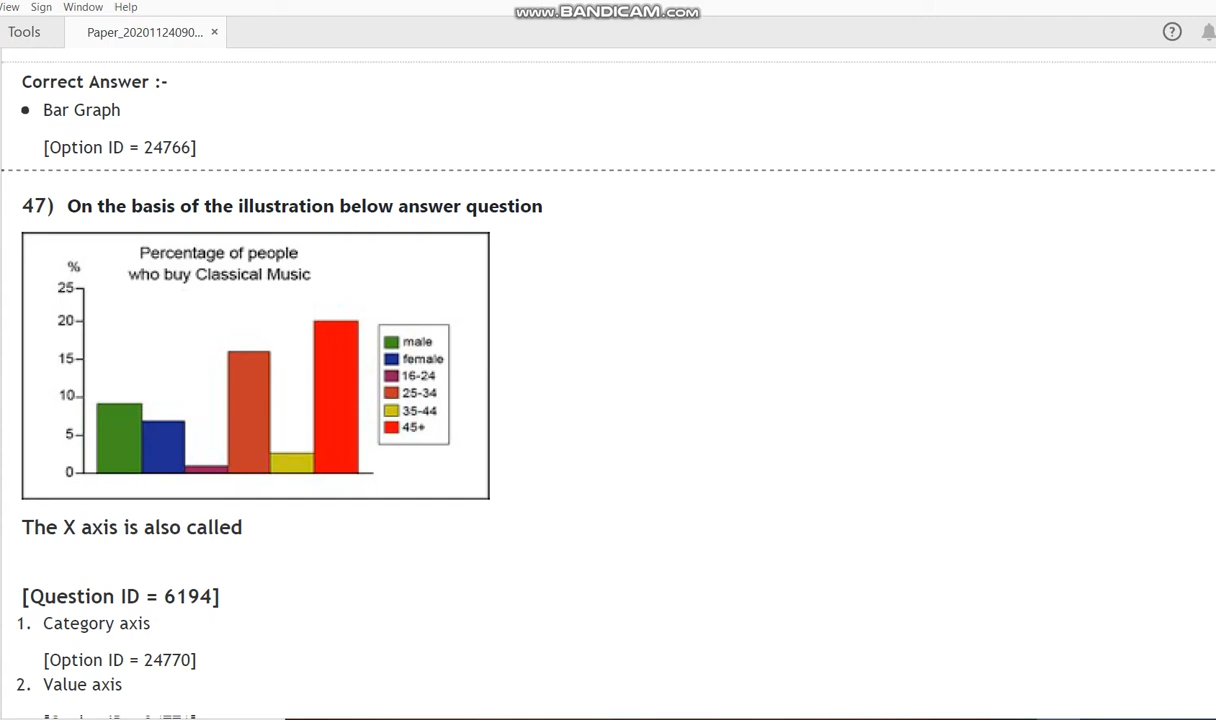 View Sign Window Help
www.BANDICAM.com
Tools
Paper_20201124090... ×
?
Correct Answer :-
• Bar Graph
[Option ID = 24766]
47) On the basis of the illustration below answer question
Percentage of people
who buy Classical Music
%
25
20
15
10
5
0
male
female
16-24
25-34
35-44
45+
The X axis is also called
[Question ID = 6194]
1. Category axis
[Option ID = 24770]
2. Value axis